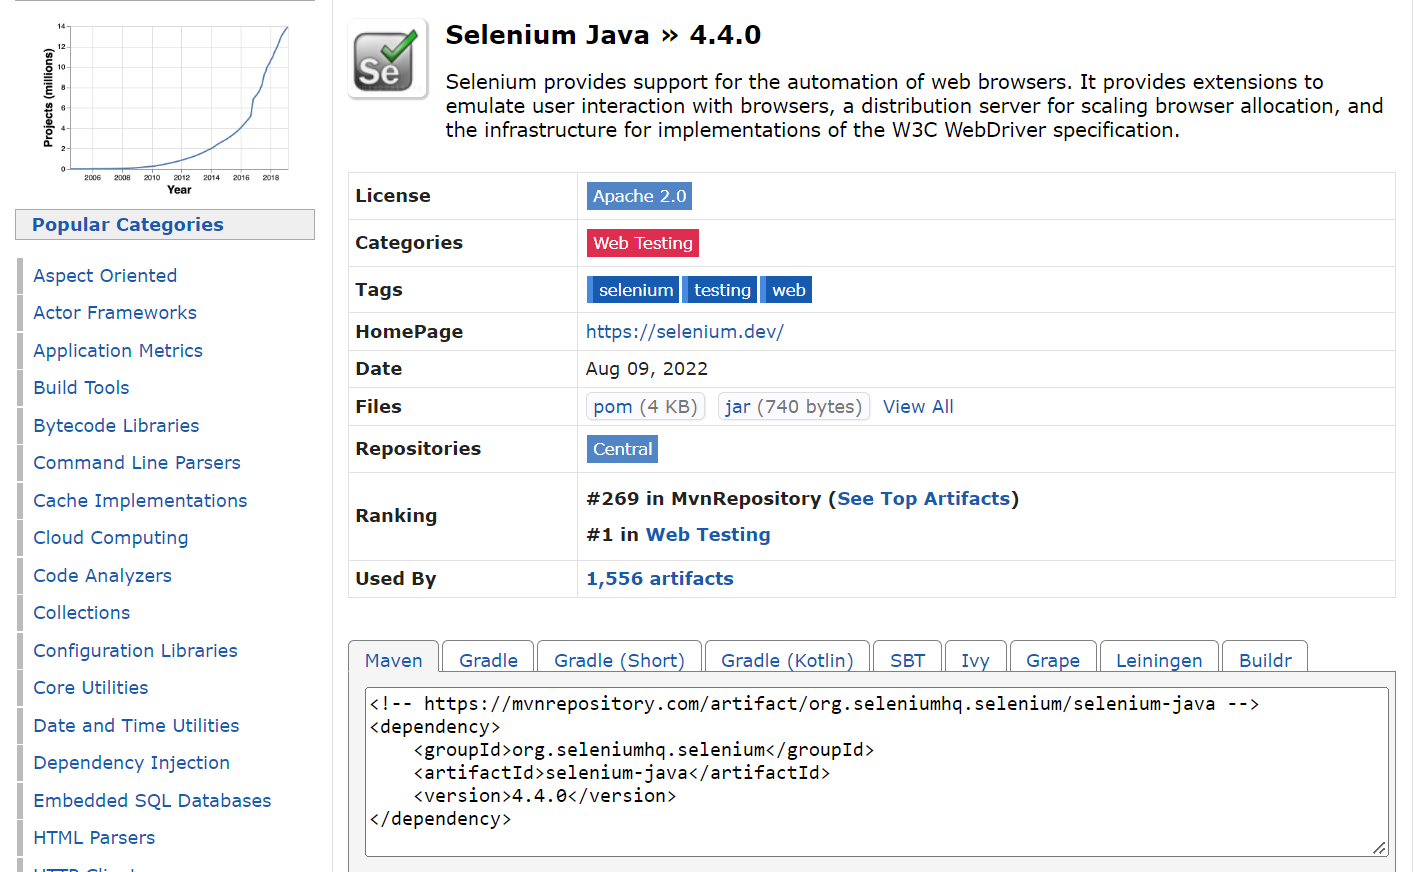 14
12
10
8
6
4
2
0
Projects (millions)
2006 2008 2010 2012 2014 2016 2018
Year
Popular Categories
Aspect Oriented
Actor Frameworks
Application Metrics
Build Tools
Bytecode Libraries
Command Line Parsers
Cache Implementations
Cloud Computing
Code Analyzers
Collections
Configuration Libraries
Core Utilities
Date and Time Utilities
Dependency Injection
Embedded SQL Databases
HTML Parsers
Se
Selenium Java » 4.4.0
Selenium provides support for the automation of web browsers. It provides extensions to
emulate user interaction with browsers, a distribution server for scaling browser allocation, and
the infrastructure for implementations of the W3C WebDriver specification.
License Apache 2.0
Categories Web Testing
Tags selenium testing web
HomePage https://selenium.dev/
Date Aug 09, 2022
Files pom (4 KB) jar (740 bytes) View All
Repositories Central
Ranking #269 in MvnRepository (See Top Artifacts)
#1 in Web Testing
Used By 1,556 artifacts
Maven Gradle Gradle (Short) Gradle (Kotlin) SBT Ivy Grape Leiningen Buildr
<!-- https://mvnrepository.com/artifact/org.seleniumhq.selenium/selenium-java -->
<dependency>
    <groupId>org.seleniumhq.selenium</groupId>
    <artifactId>selenium-java</artifactId>
    <version>4.4.0</version>
</dependency>